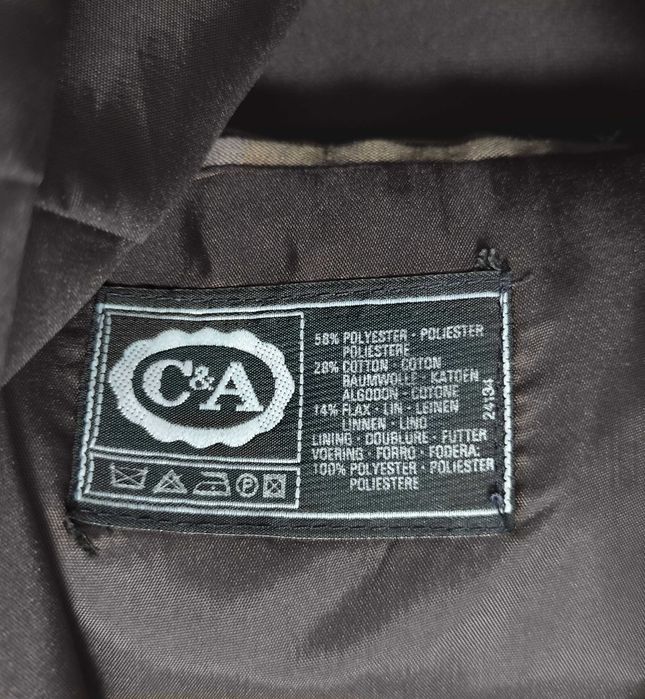 C&A
58% POLYESTER · POLIESTER
POLIESTERE
28% COTTON · COTON
BAUMWOLLE · KATOEN
ALGODON · COTONE
14% FLAX · LIN · LEINEN
LINNEN · LINO
LINING · DOUBLURE · FUTTER
VOERING · FORRO · FODERA:
100% POLYESTER · POLIESTER
POLIESTERE
24134
P